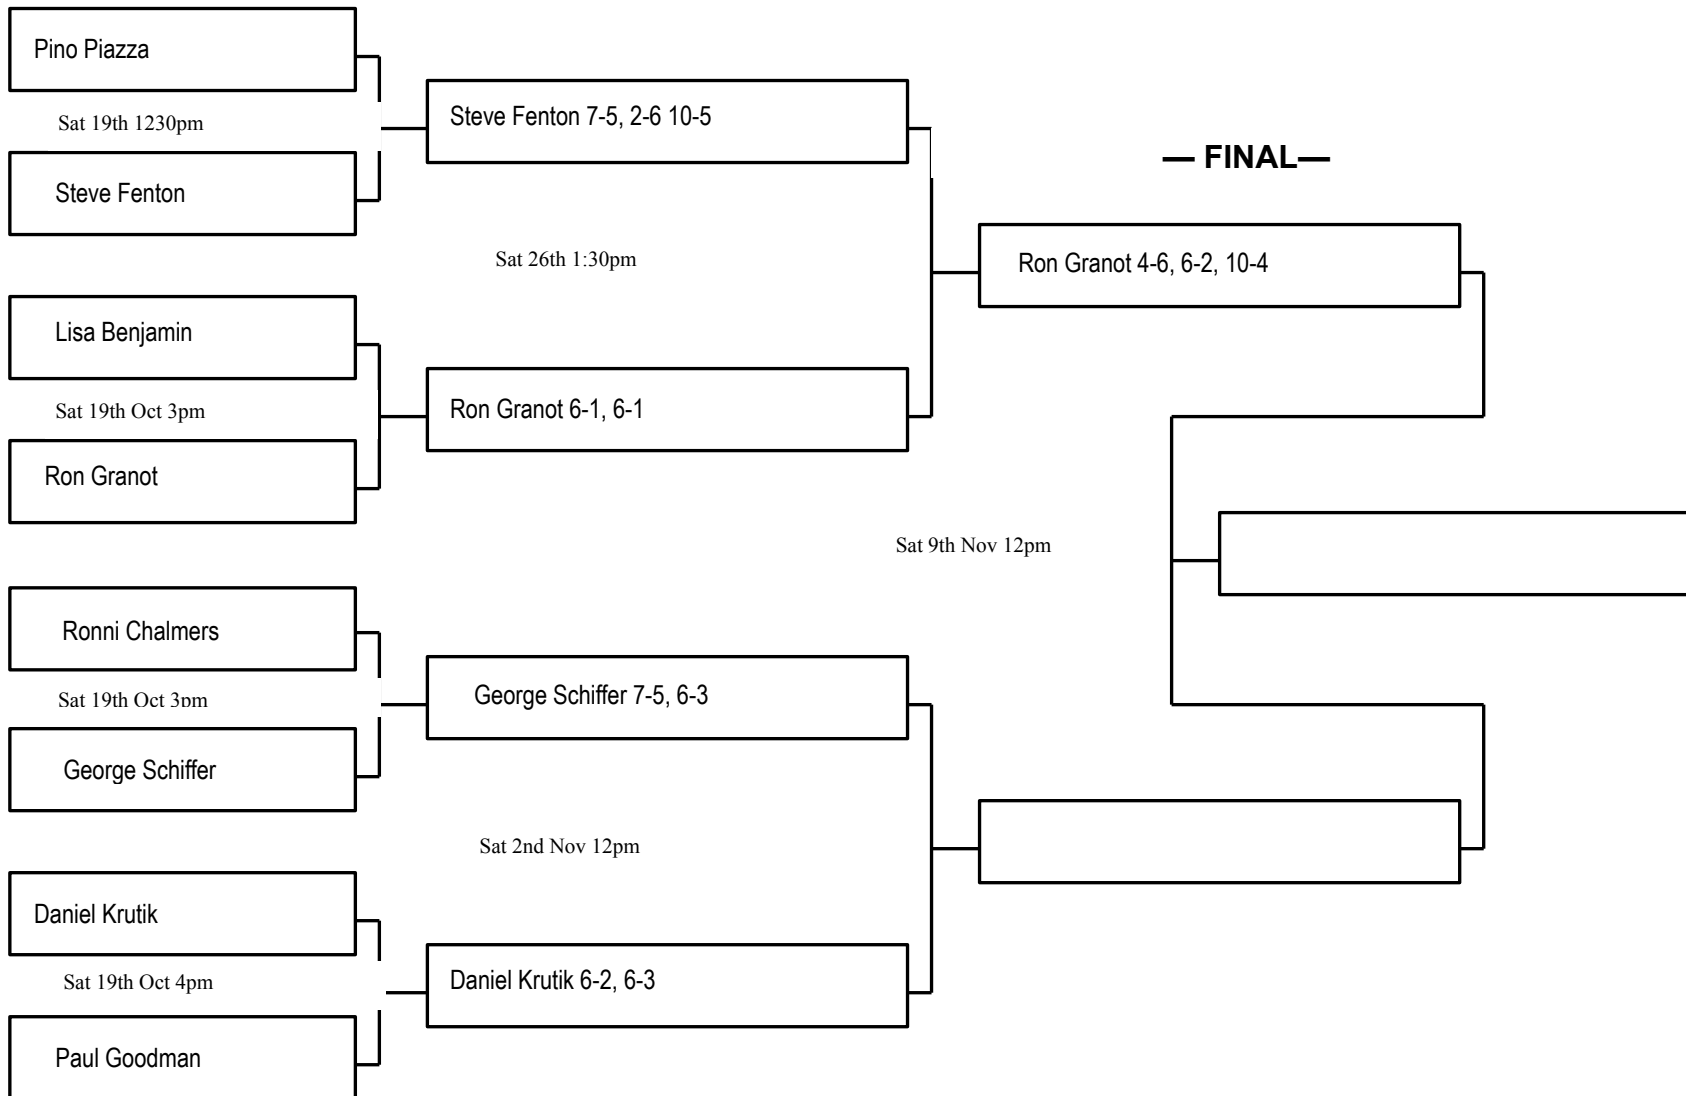 Pino Piazza
Sat 19th 1230pm
Steve Fenton
Lisa Benjamin
Sat 19th Oct 3pm
Ron Granot
Ronni Chalmers
Sat 19th Oct 3pm
George Schiffer
Daniel Krutik
Sat 19th Oct 4pm
Paul Goodman
Steve Fenton 7-5, 2-6 10-5
Sat 26th 1:30pm
Ron Granot 6-1, 6-1
George Schiffer 7-5, 6-3
Sat 2nd Nov 12pm
Daniel Krutik 6-2, 6-3
— FINAL—
Ron Granot 4-6, 6-2, 10-4
Sat 9th Nov 12pm